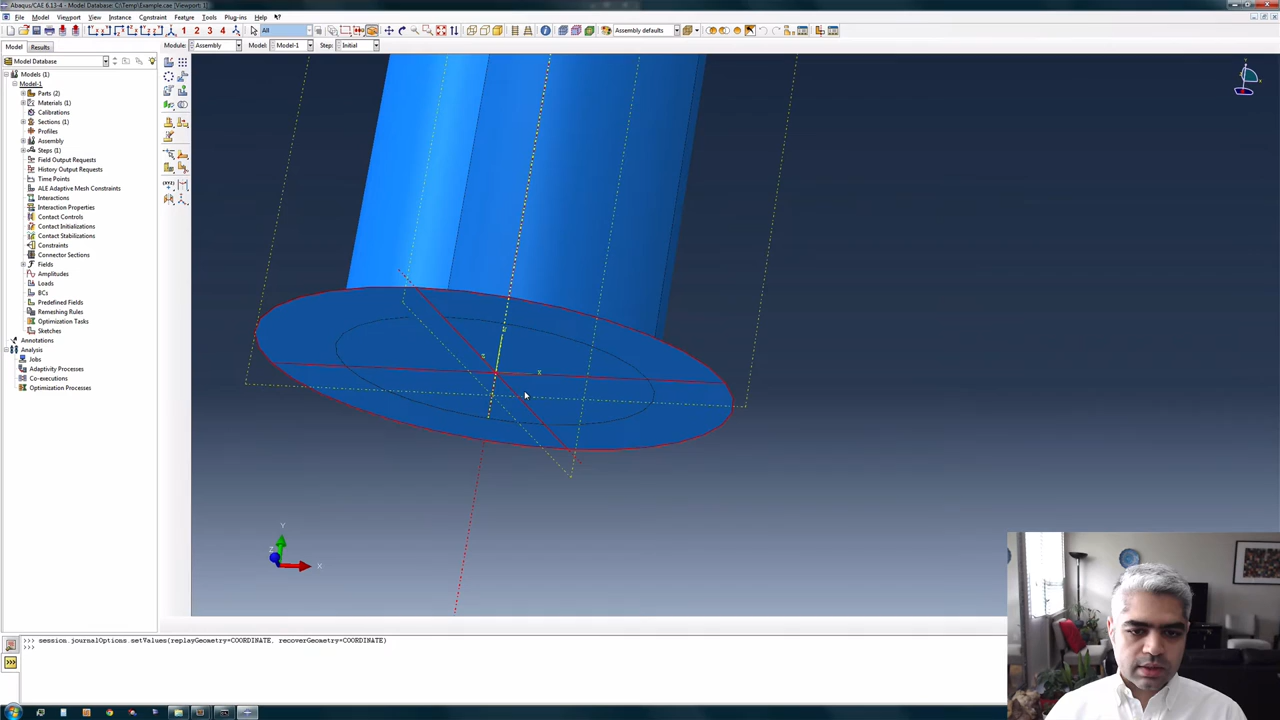 Abaqus/CAE 6.13-4 - Model Database: C:\Temp\Example.cae [Viewport: 1]
File Model Viewport View Instance Constraint Feature Tools Plug-ins Help
1 2 3 4 All Assembly defaults
Model Results Module: Assembly Model: Model-1 Step: Initial
Model Database
Models (1)
Model-1
Parts (2)
Materials (1)
Calibrations
Sections (1)
Profiles
Assembly
Steps (1)
Field Output Requests
History Output Requests
Time Points
ALE Adaptive Mesh Constraints
Interactions
Interaction Properties
Contact Controls
Contact Initializations
Contact Stabilizations
Constraints
Connector Sections
Fields
Amplitudes
Loads
BCs
Predefined Fields
Remeshing Rules
Optimization Tasks
Sketches
Annotations
Analysis
Jobs
Adaptivity Processes
Co-executions
Optimization Processes
Y
X
Z
X
Y
Z
X
>>> session.journalOptions.setValues(replayGeometry=COORDINATE, recoverGeometry=COORDINATE)
>>>